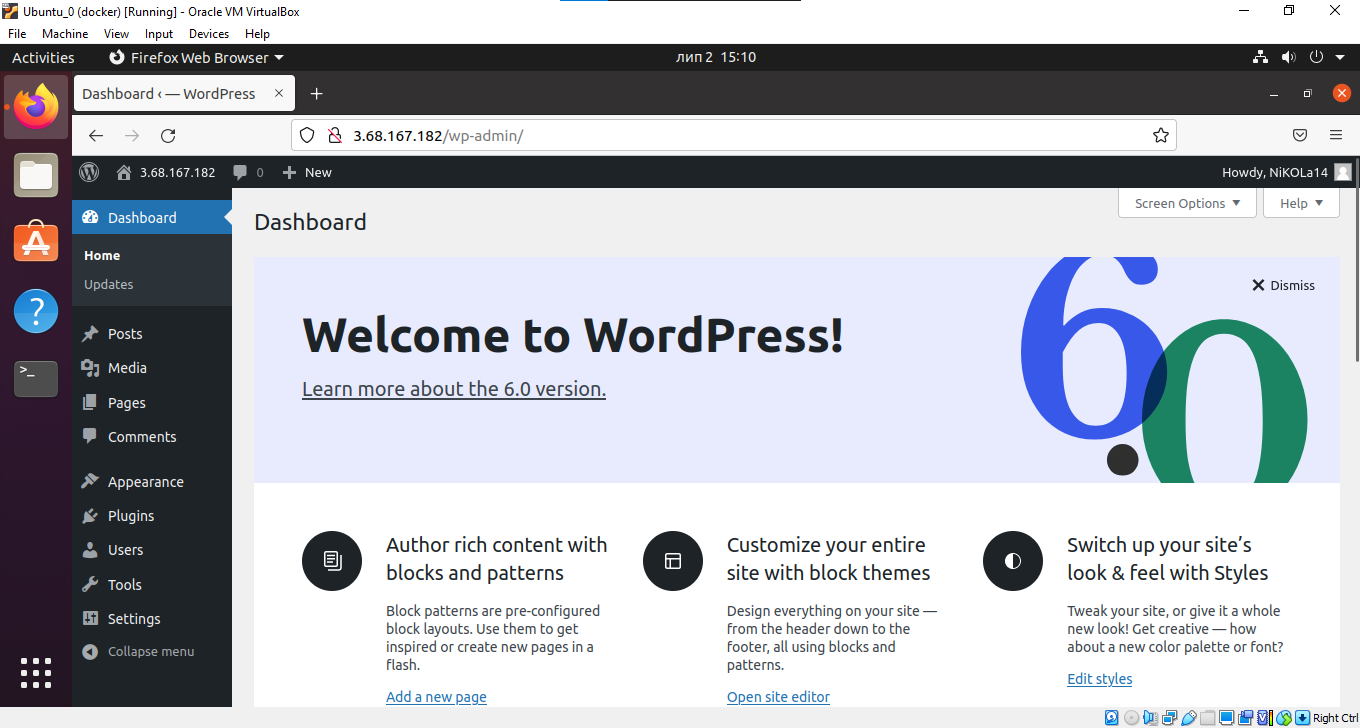 Ubuntu_0 (docker) [Running] - Oracle VM VirtualBox
File Machine View Input Devices Help
Activities Firefox Web Browser лип 2 15:10
Dashboard ‹ — WordPress
3.68.167.182/wp-admin/
3.68.167.182 0 New Howdy, NiKOLa14
Dashboard
Home
Updates
Posts
Media
Pages
Comments
Appearance
Plugins
Users
Tools
Settings
Collapse menu
Screen Options Help
Dashboard
Dismiss
Welcome to WordPress!
Learn more about the 6.0 version.
6.0
Author rich content with
blocks and patterns
Block patterns are pre-configured
block layouts. Use them to get
inspired or create new pages in a
flash.
Add a new page
Customize your entire
site with block themes
Design everything on your site —
from the header down to the
footer, all using blocks and
patterns.
Open site editor
Switch up your site’s
look & feel with Styles
Tweak your site, or give it a whole
new look! Get creative — how
about a new color palette or font?
Edit styles
Right Ctrl